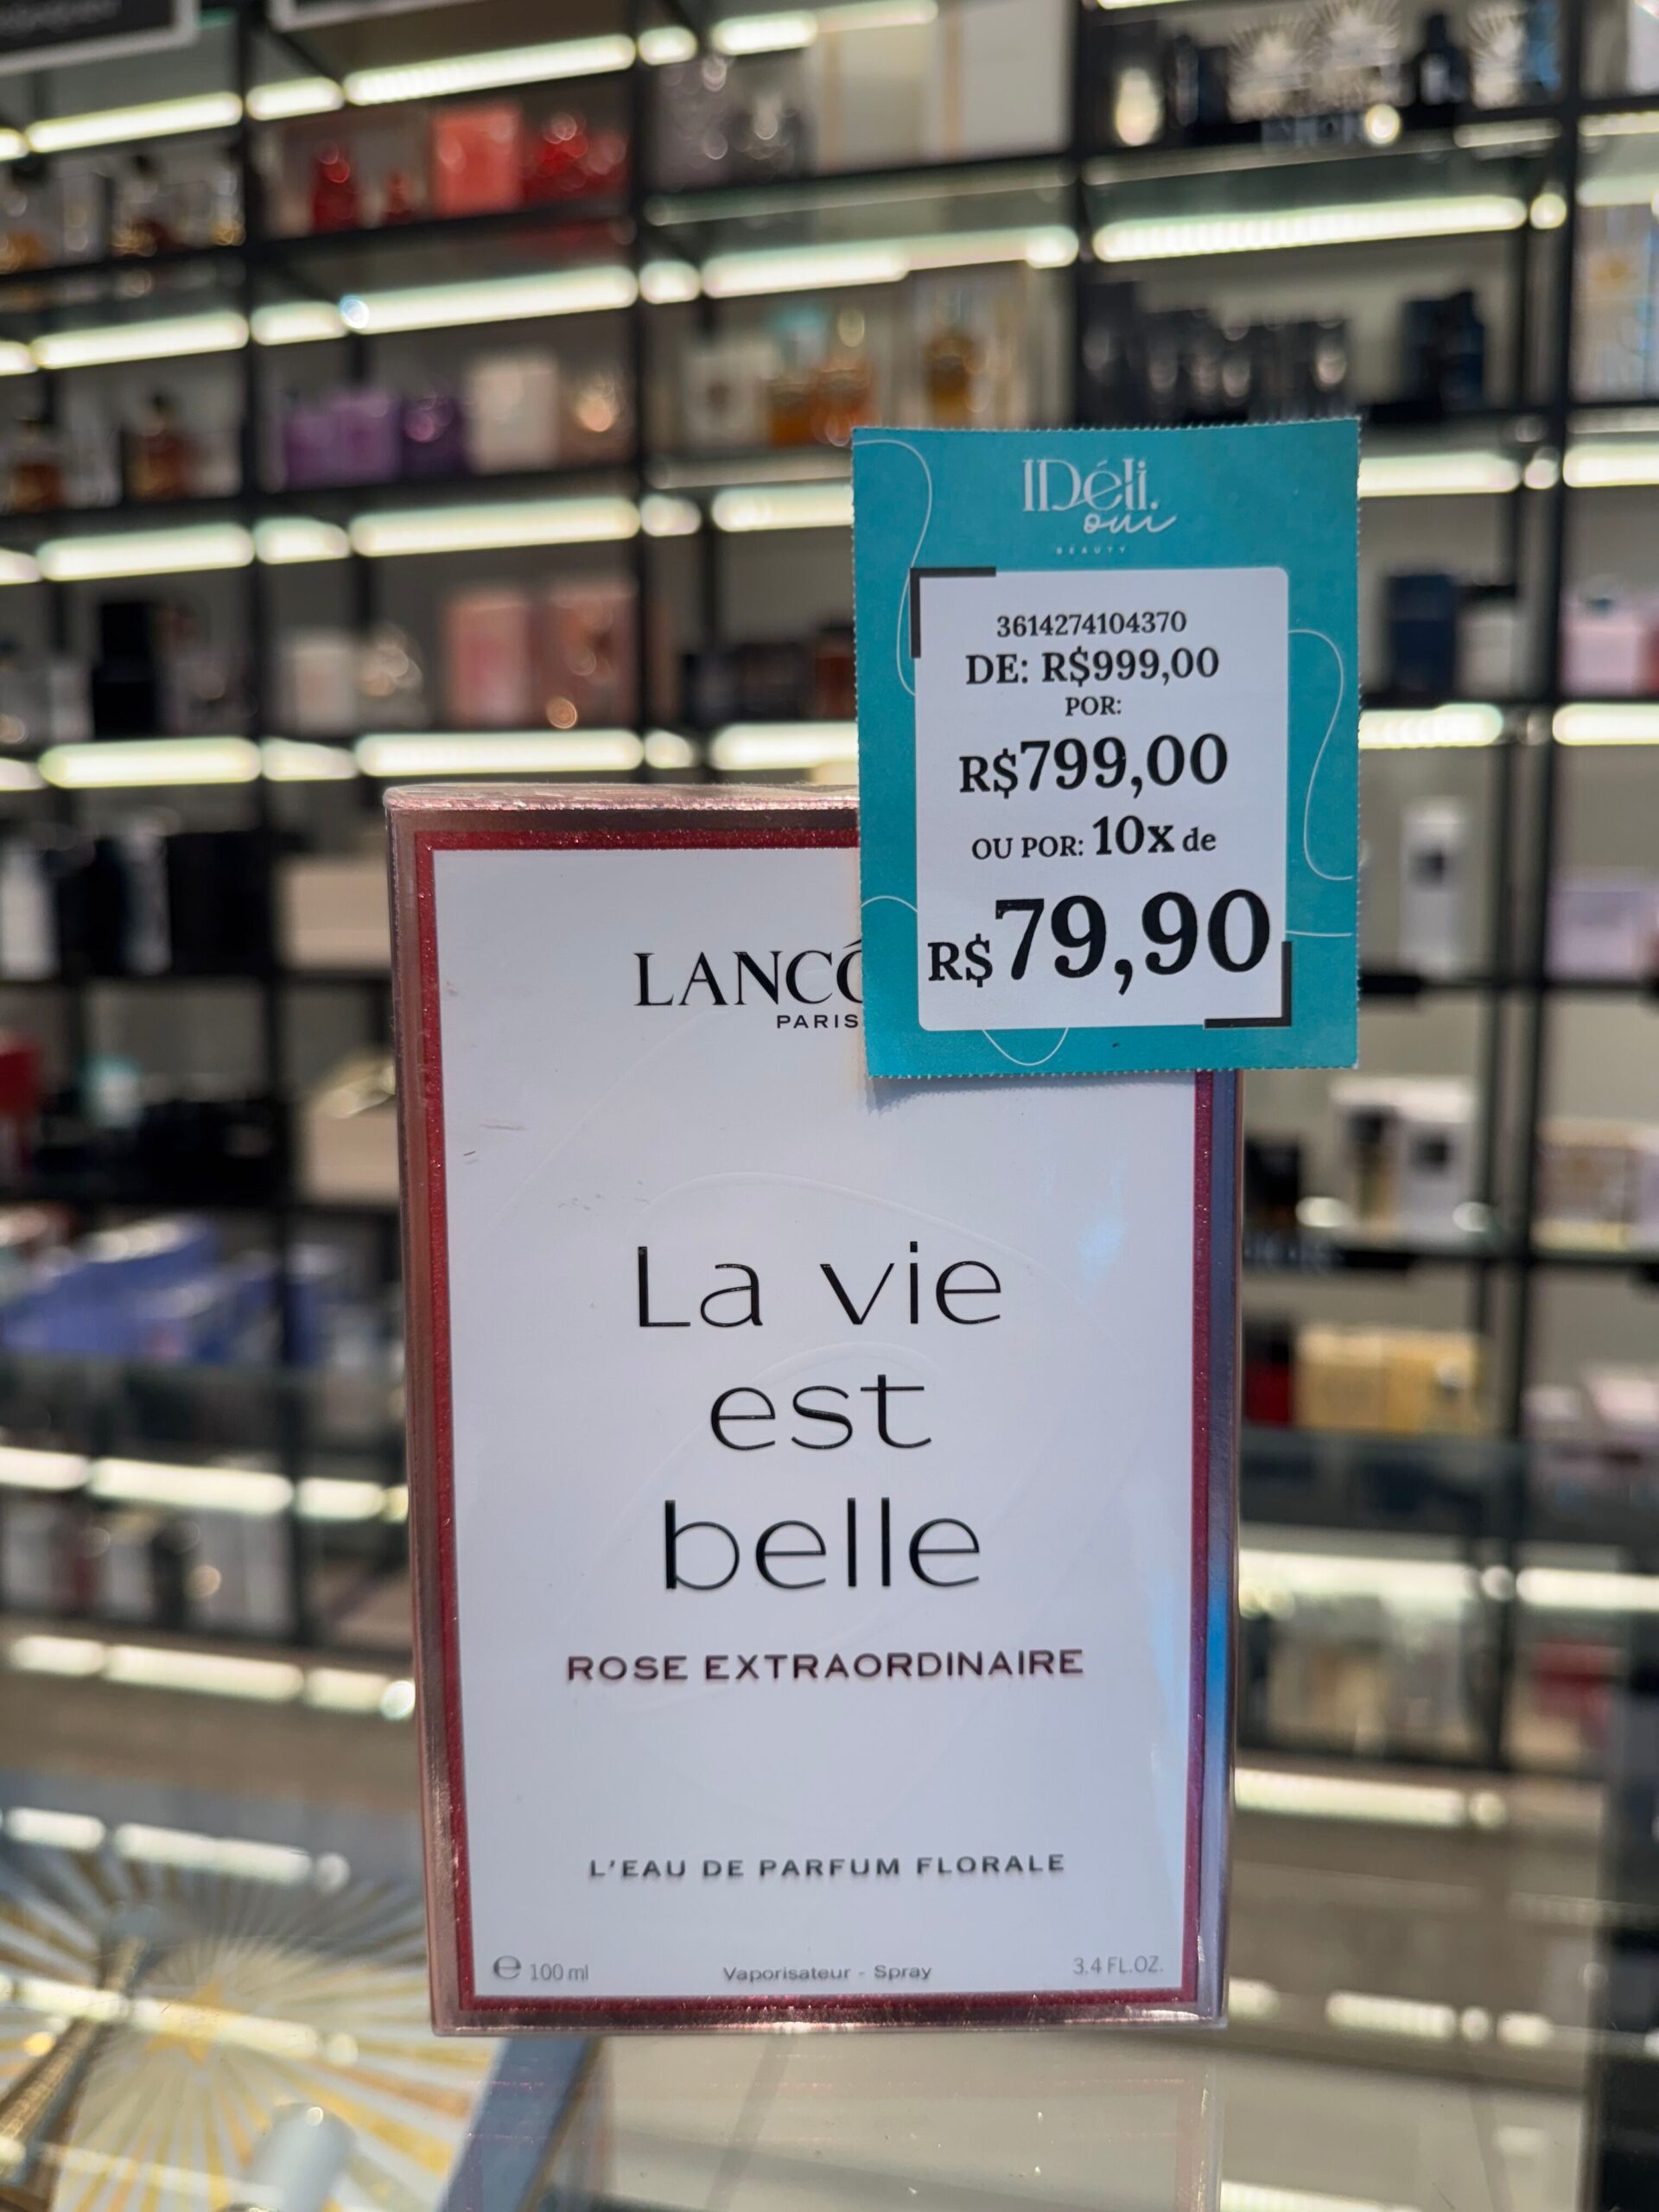 IDéli.
oui
BEAUTY
3614274104370
DE: R$999,00
POR:
R$799,00
OU POR: 10x de
R$79,90
LANCÔ
PARIS
La vie
est
belle
ROSE EXTRAORDINAIRE
L'EAU DE PARFUM FLORALE
℮ 100 ml Vaporisateur - Spray 3.4 FL.OZ.